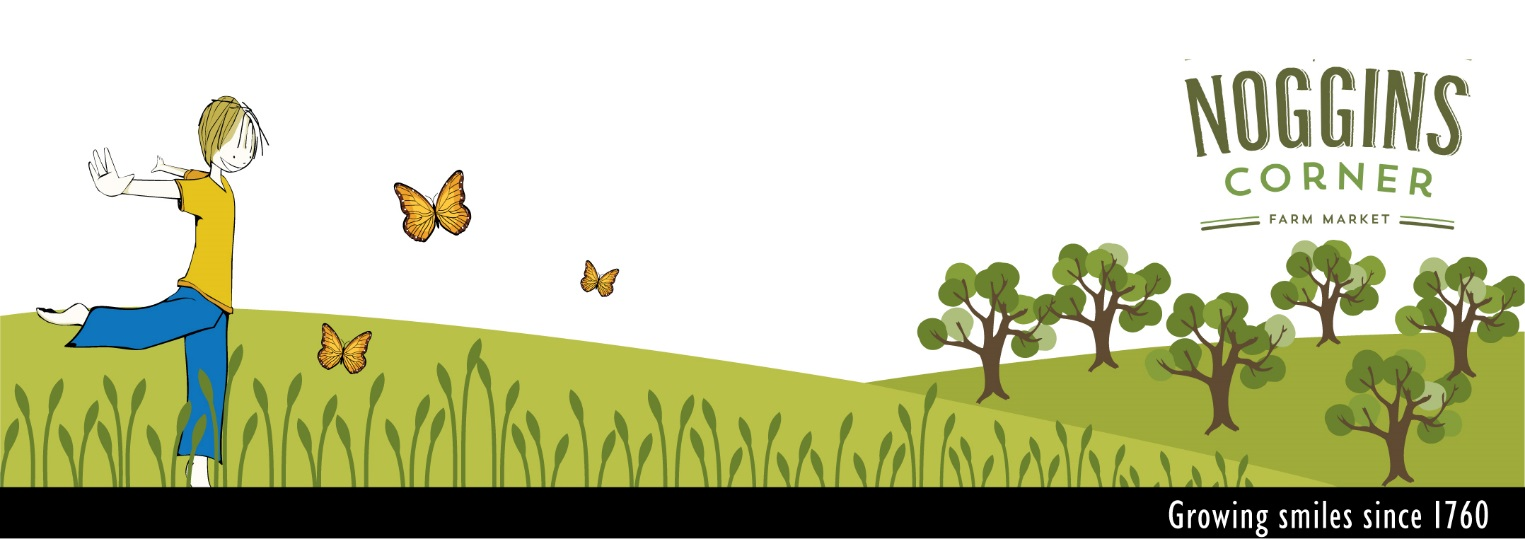 NOGGINS
CORNER
FARM MARKET
Growing smiles since 1760